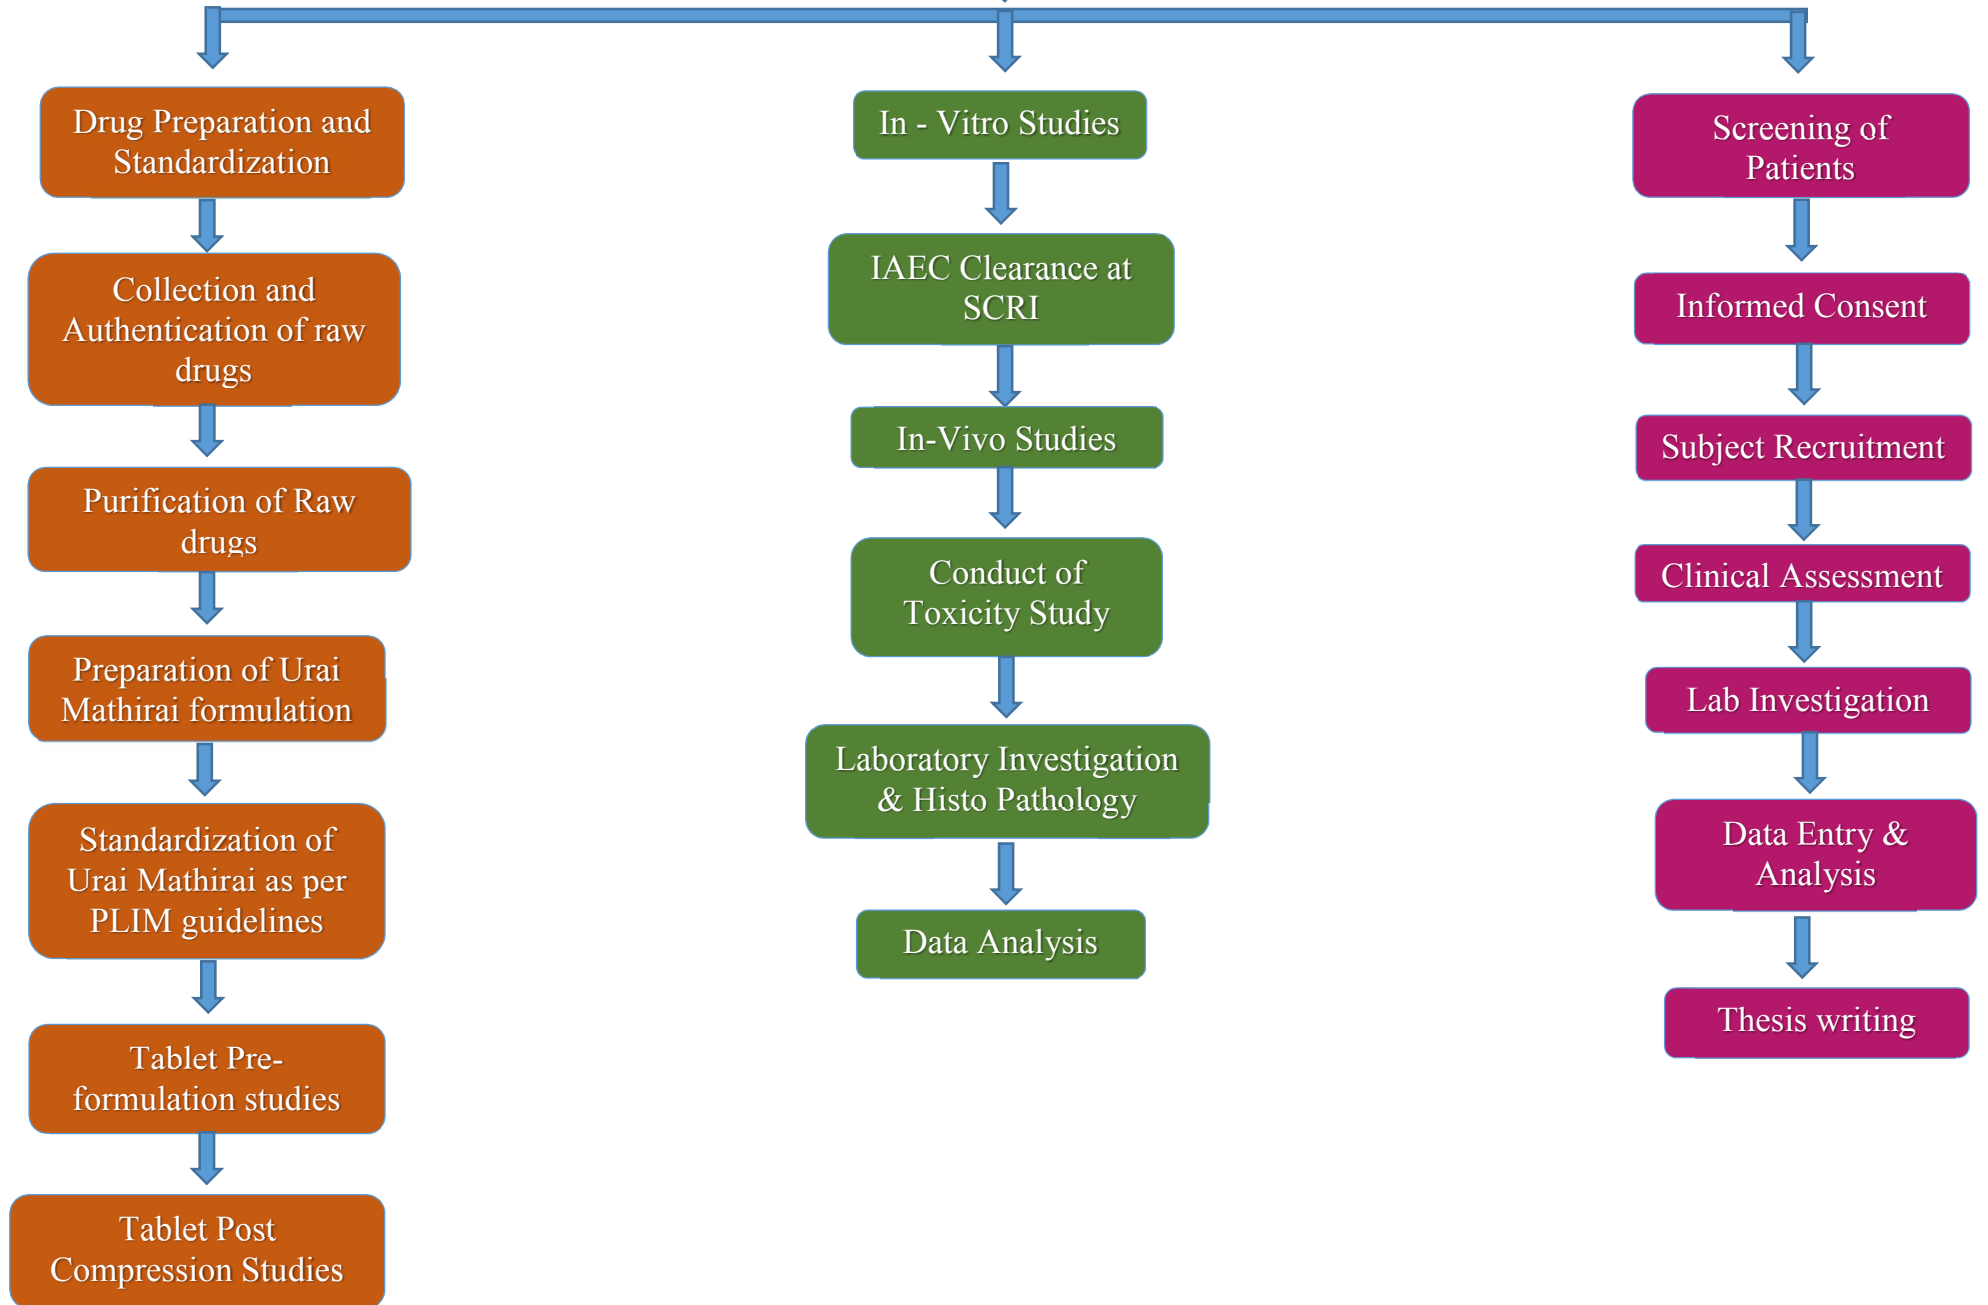 Drug Preparation and
Standardization
Collection and
Authentication of raw
drugs
Purification of Raw
drugs
Preparation of Urai
Mathirai formulation
Standardization of
Urai Mathirai as per
PLIM guidelines
Tablet Pre-
formulation studies
Tablet Post
Compression Studies
In - Vitro Studies
IAEC Clearance at
SCRI
In-Vivo Studies
Conduct of
Toxicity Study
Laboratory Investigation
& Histo Pathology
Data Analysis
Screening of
Patients
Informed Consent
Subject Recruitment
Clinical Assessment
Lab Investigation
Data Entry &
Analysis
Thesis writing